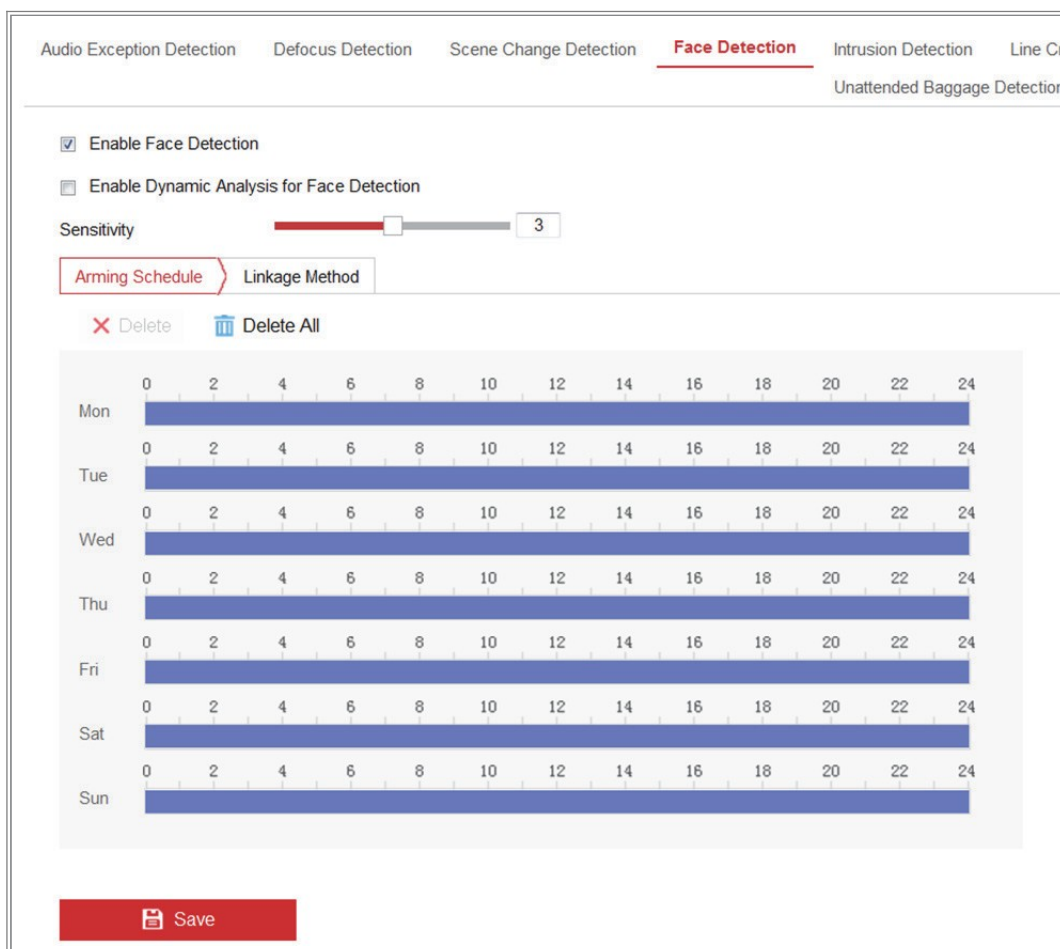 Audio Exception Detection Defocus Detection Scene Change Detection Face Detection Intrusion Detection Line
Unattended Baggage Detection
Enable Face Detection
Enable Dynamic Analysis for Face Detection
Sensitivity 3
Arming Schedule Linkage Method
Delete Delete All
0 2 4 6 8 10 12 14 16 18 20 22 24
Mon
0 2 4 6 8 10 12 14 16 18 20 22 24
Tue
0 2 4 6 8 10 12 14 16 18 20 22 24
Wed
0 2 4 6 8 10 12 14 16 18 20 22 24
Thu
0 2 4 6 8 10 12 14 16 18 20 22 24
Fri
0 2 4 6 8 10 12 14 16 18 20 22 24
Sat
0 2 4 6 8 10 12 14 16 18 20 22 24
Sun
Save